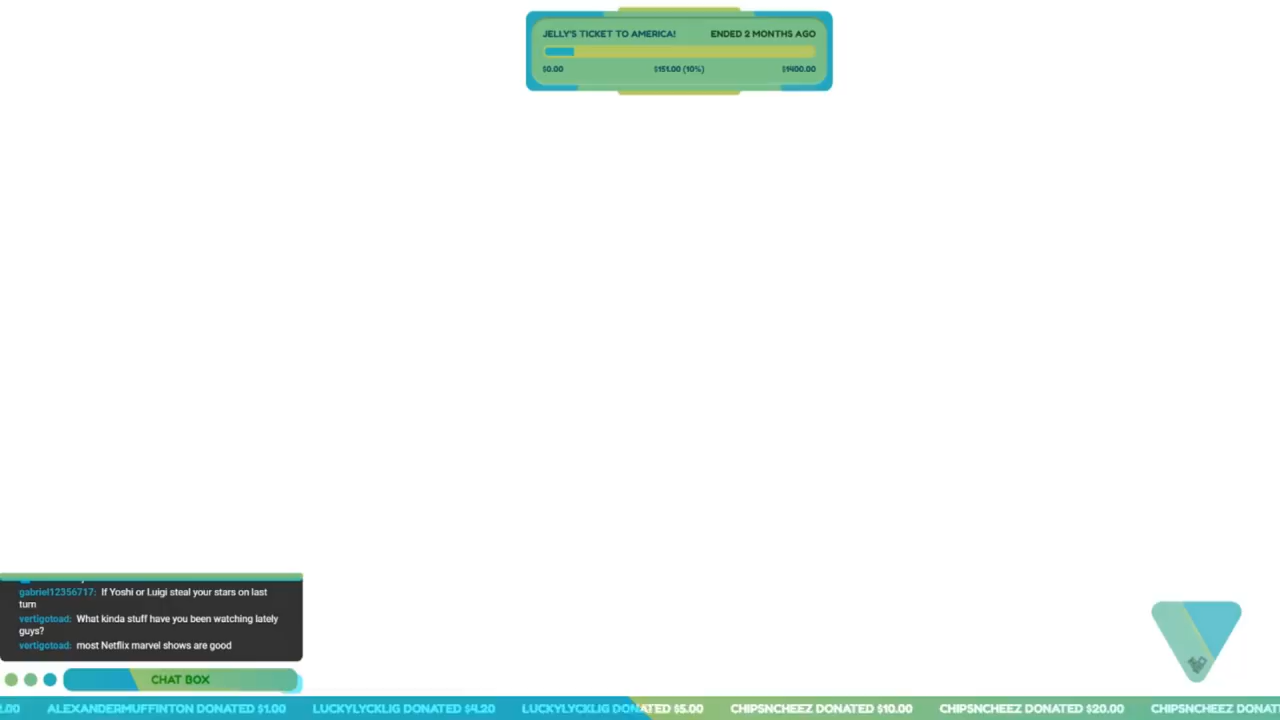 JELLY'S TICKET TO AMERICA! ENDED 2 MONTHS AGO
$0.00 $151.00 (10%) $1400.00
gabriel12356717: If Yoshi or Luigi steal your stars on last
turn
vertigotoad: What kinda stuff have you been watching lately
guys?
vertigotoad: most Netflix marvel shows are good
CHAT BOX
.00 ALEXANDERMUFFINTON DONATED $1.00 LUCKYLYCKLIG DONATED $4.20 LUCKYLYCKLIG DONATED $5.00 CHIPSNCHEEZ DONATED $10.00 CHIPSNCHEEZ DONATED $20.00 CHIPSNCHEEZ DONAT